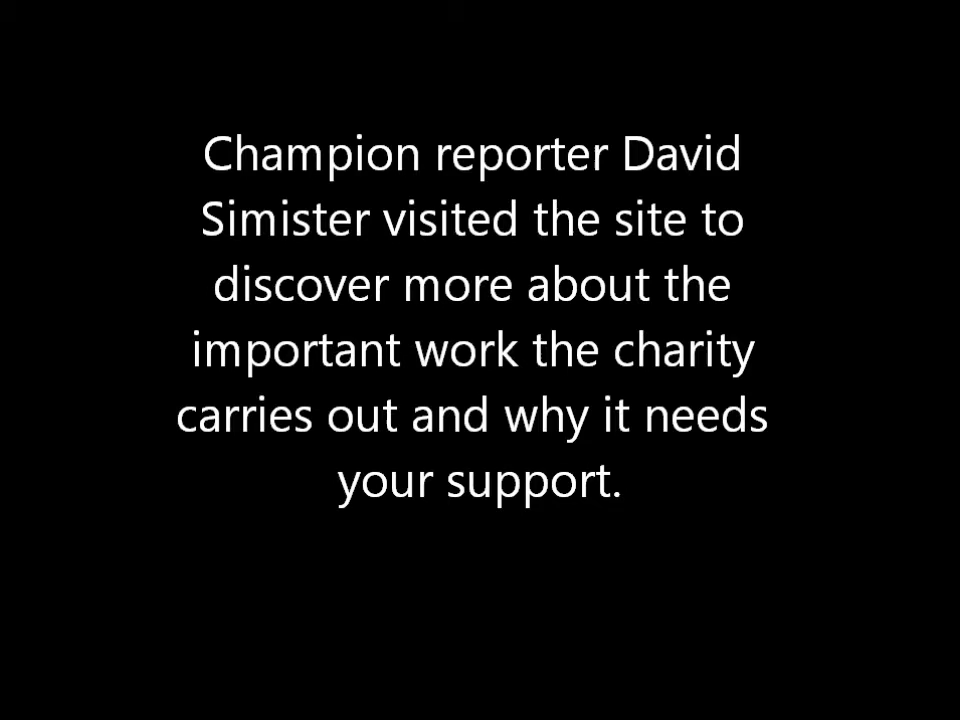 Champion reporter David
Simister visited the site to
discover more about the
important work the charity
carries out and why it needs
your support.